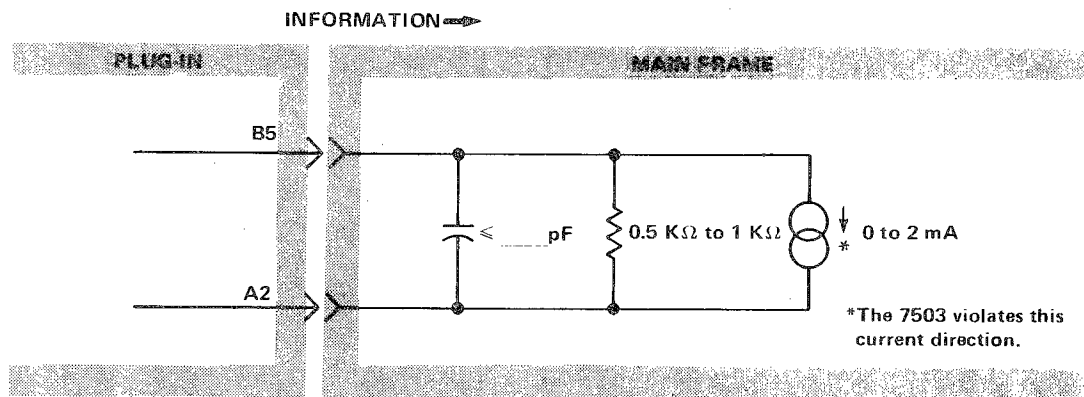 INFORMATION
PLUG-IN
MAIN FRAME
B5
≤ ____pF
0.5 KΩ to 1 KΩ
* 0 to 2 mA
A2
*The 7503 violates this
current direction.